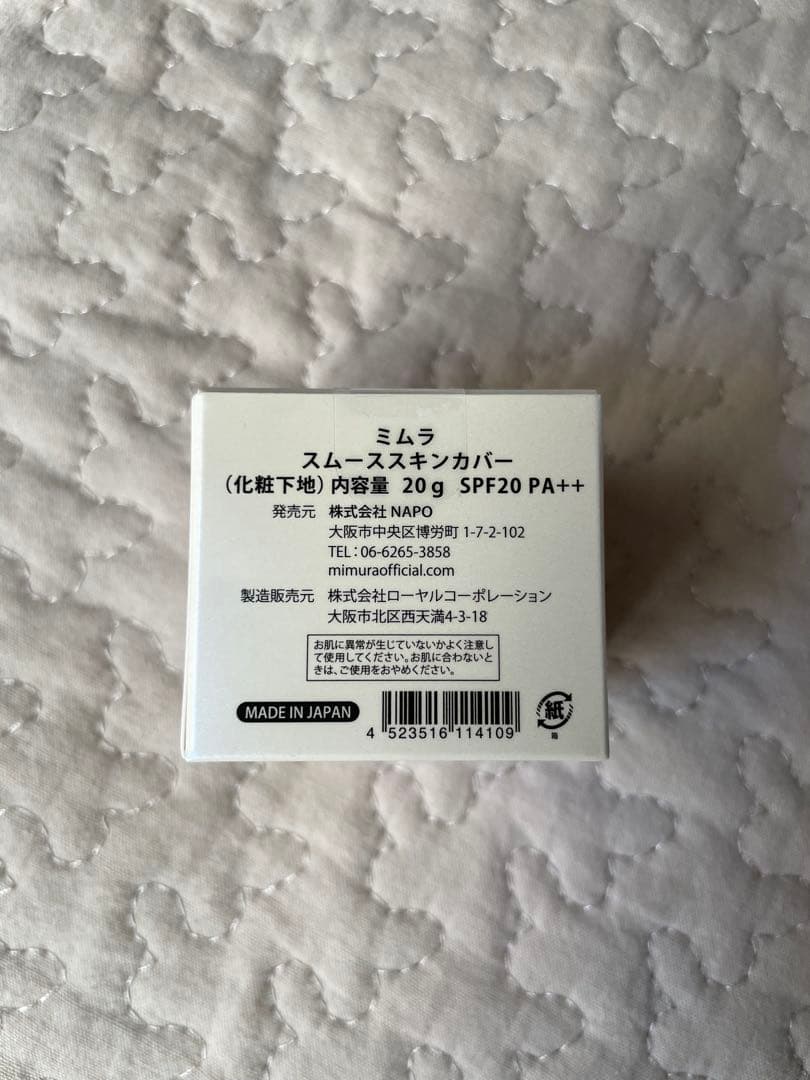 ミムラ
スムーススキンカバー
（化粧下地）内容量 20g SPF20 PA++
発売元 株式会社 NAPO
大阪市中央区博労町 1-7-2-102
TEL：06-6265-3858
mimuraofficial.com
製造販売元 株式会社ローヤルコーポレーション
大阪市北区西天満4-3-18
お肌に異常が生じていないかよく注意し
て使用してください。お肌に合わないと
きは、ご使用をおやめください。
MADE IN JAPAN
4 523516 114109
紙
箱